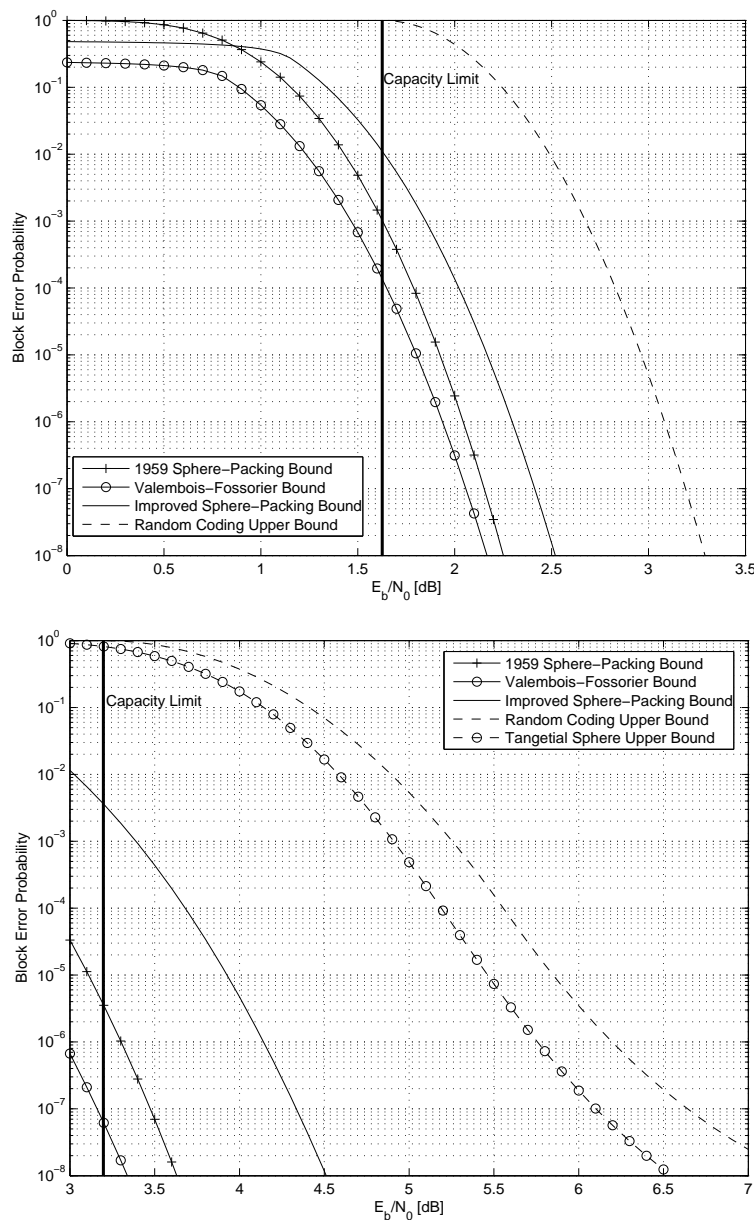 10^0
10^-1
10^-2
10^-3
10^-4
10^-5
10^-6
10^-7
10^-8
Block Error Probability
Capacity Limit
1959 Sphere−Packing Bound
Valembois−Fossorier Bound
Improved Sphere−Packing Bound
Random Coding Upper Bound
0 0.5 1 1.5 2 2.5 3 3.5
E_b/N_0 [dB]
10^0
10^-1
10^-2
10^-3
10^-4
10^-5
10^-6
10^-7
10^-8
Block Error Probability
Capacity Limit
1959 Sphere−Packing Bound
Valembois−Fossorier Bound
Improved Sphere−Packing Bound
Random Coding Upper Bound
Tangetial Sphere Upper Bound
3 3.5 4 4.5 5 5.5 6 6.5 7
E_b/N_0 [dB]